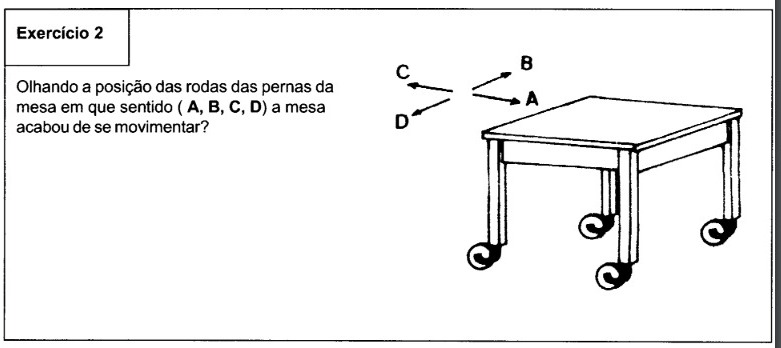 Exercício 2
Olhando a posição das rodas das pernas da
mesa em que sentido ( A, B, C, D) a mesa
acabou de se movimentar?
C
B
A
D